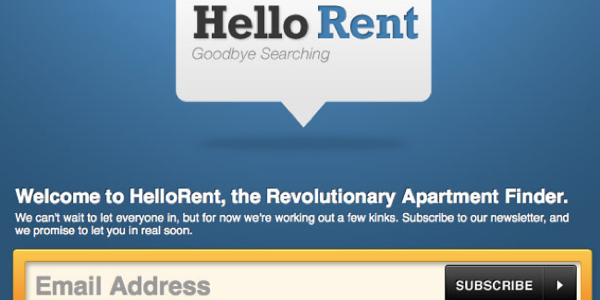 Hello Rent
Goodbye Searching
Welcome to HelloRent, the Revolutionary Apartment Finder.
We can't wait to let everyone in, but for now we're working out a few kinks. Subscribe to our newsletter, and
we promise to let you in real soon.
Email Address SUBSCRIBE